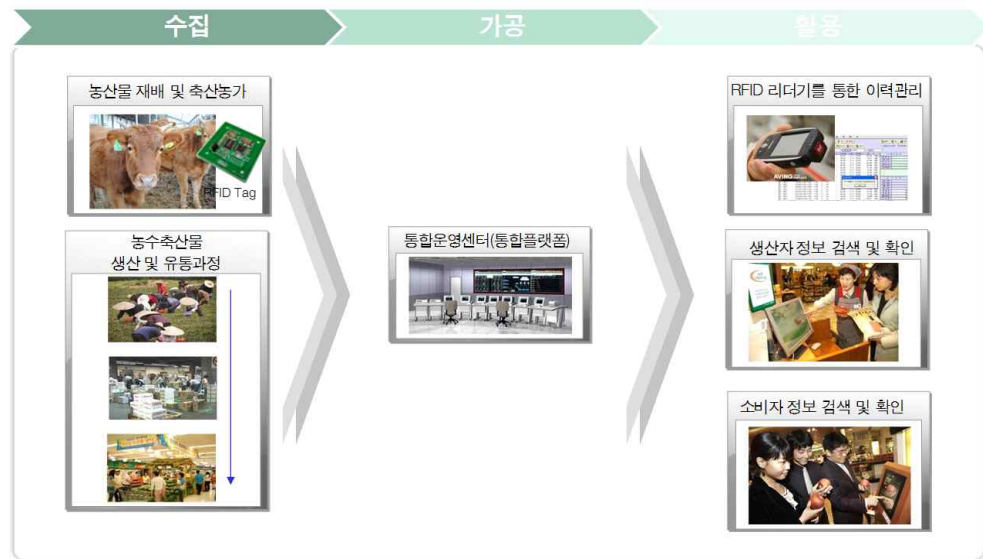 수집
가공
활용
농산물 재배 및 축산농가
RFID Tag
농수축산물
생산 및 유통과정
통합운영센터(통합플랫폼)
RFID 리더기를 통한 이력관리
AVING
생산자 정보 검색 및 확인
소비자 정보 검색 및 확인